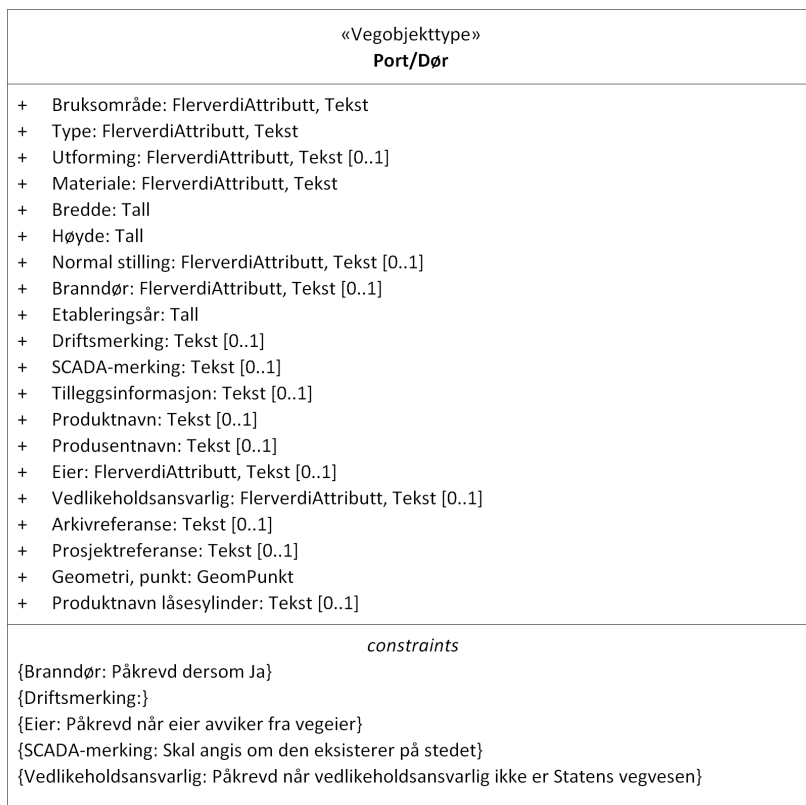 «Vegobjekttype»
Port/Dør
+ Bruksområde: FlerverdiAttributt, Tekst
+ Type: FlerverdiAttributt, Tekst
+ Utforming: FlerverdiAttributt, Tekst [0..1]
+ Materiale: FlerverdiAttributt, Tekst
+ Bredde: Tall
+ Høyde: Tall
+ Normal stilling: FlerverdiAttributt, Tekst [0..1]
+ Branndør: FlerverdiAttributt, Tekst [0..1]
+ Etableringsår: Tall
+ Driftsmerking: Tekst [0..1]
+ SCADA-merking: Tekst [0..1]
+ Tilleggsinformasjon: Tekst [0..1]
+ Produktnavn: Tekst [0..1]
+ Produsentnavn: Tekst [0..1]
+ Eier: FlerverdiAttributt, Tekst [0..1]
+ Vedlikeholdsansvarlig: FlerverdiAttributt, Tekst [0..1]
+ Arkivreferanse: Tekst [0..1]
+ Prosjektreferanse: Tekst [0..1]
+ Geometri, punkt: GeomPunkt
+ Produktnavn låsesylinder: Tekst [0..1]
constraints
{Branndør: Påkrevd dersom Ja}
{Driftsmerking:}
{Eier: Påkrevd når eier avviker fra vegeier}
{SCADA-merking: Skal angis om den eksisterer på stedet}
{Vedlikeholdsansvarlig: Påkrevd når vedlikeholdsansvarlig ikke er Statens vegvesen}